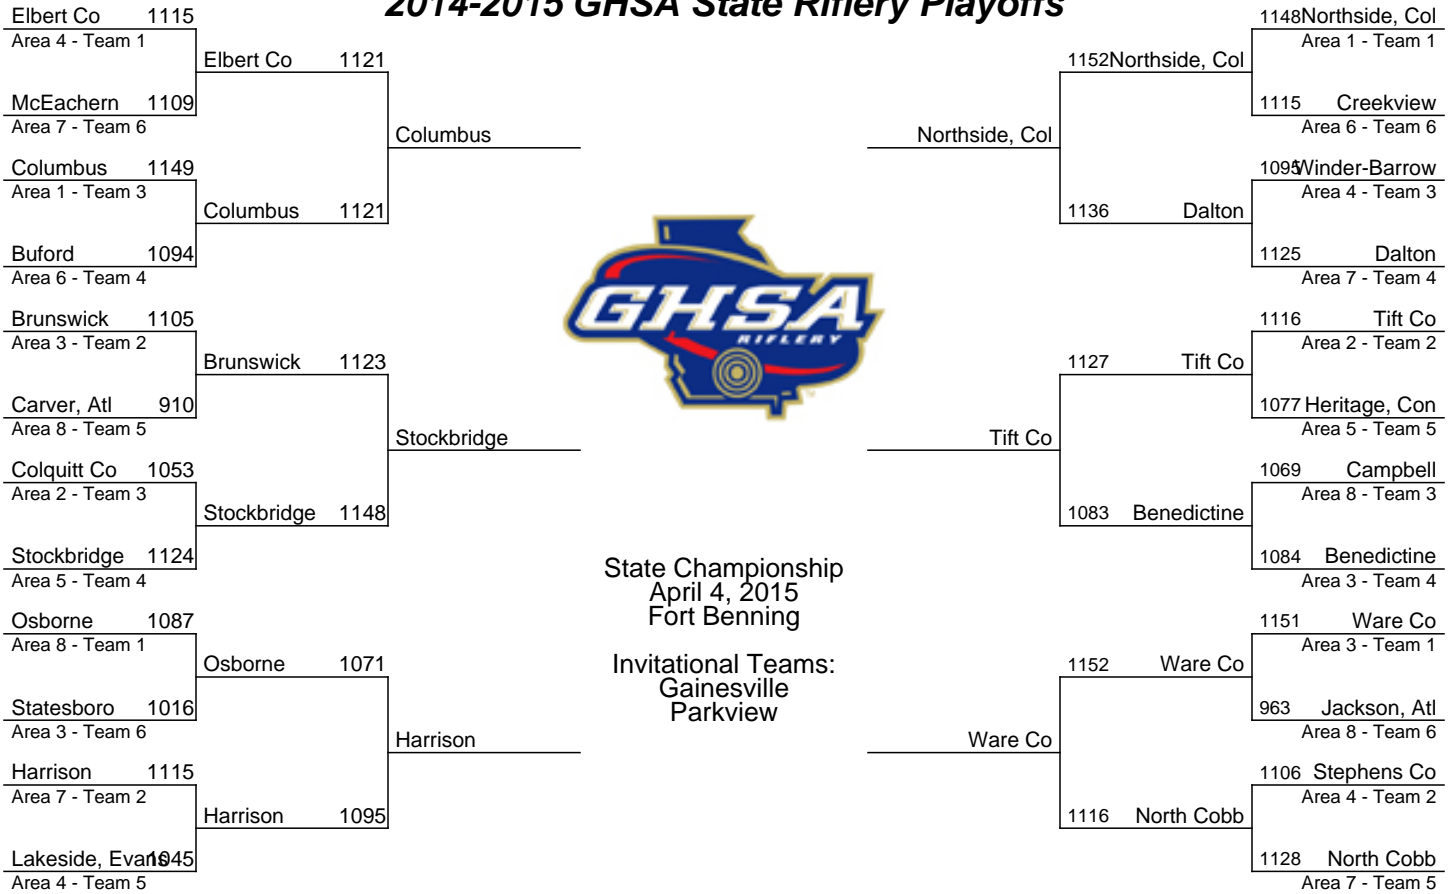 2014-2015 GHSA State Riflery Playoffs
Elbert Co 1115
Area 4 - Team 1
McEachern 1109
Area 7 - Team 6
Columbus 1149
Area 1 - Team 3
Buford 1094
Area 6 - Team 4
Brunswick 1105
Area 3 - Team 2
Carver, Atl 910
Area 8 - Team 5
Colquitt Co 1053
Area 2 - Team 3
Stockbridge 1124
Area 5 - Team 4
Osborne 1087
Area 8 - Team 1
Statesboro 1016
Area 3 - Team 6
Harrison 1115
Area 7 - Team 2
Lakeside, Evans 1045
Area 4 - Team 5
Elbert Co 1121
Columbus 1121
Brunswick 1123
Stockbridge 1148
Osborne 1071
Harrison 1095
Columbus
Stockbridge
Harrison
GHSA
RIFLERY
State Championship
April 4, 2015
Fort Benning
Invitational Teams:
Gainesville
Parkview
Northside, Col
Tift Co
Ware Co
1152 Northside, Col
1136 Dalton
1127 Tift Co
1083 Benedictine
1152 Ware Co
1116 North Cobb
1148 Northside, Col
Area 1 - Team 1
1115 Creekview
Area 6 - Team 6
1095 Winder-Barrow
Area 4 - Team 3
1125 Dalton
Area 7 - Team 4
1116 Tift Co
Area 2 - Team 2
1077 Heritage, Con
Area 5 - Team 5
1069 Campbell
Area 8 - Team 3
1084 Benedictine
Area 3 - Team 4
1151 Ware Co
Area 3 - Team 1
963 Jackson, Atl
Area 8 - Team 6
1106 Stephens Co
Area 4 - Team 2
1128 North Cobb
Area 7 - Team 5